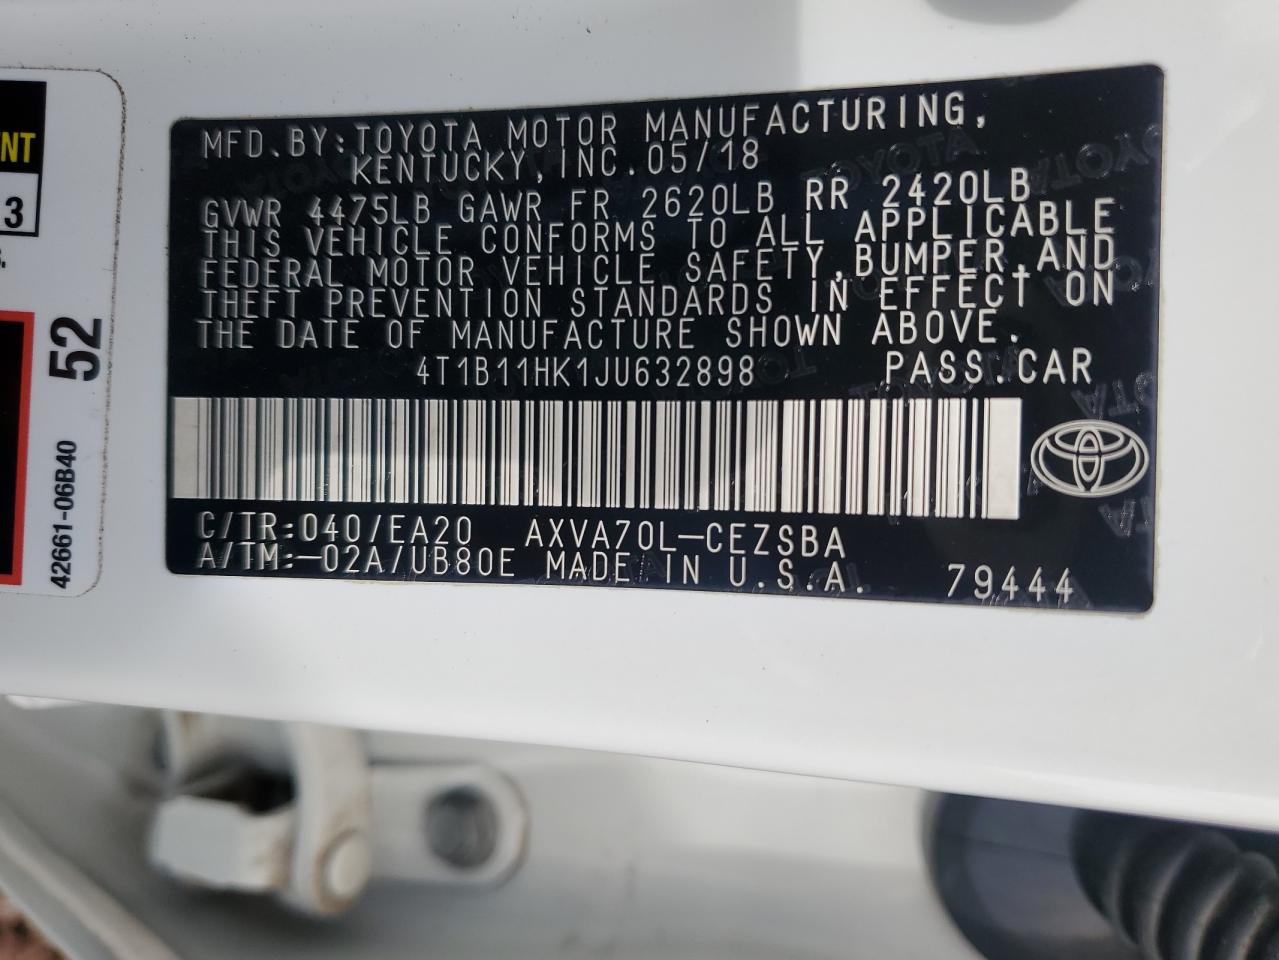 NT
3
S.
52
42661-06B40
MFD.BY:TOYOTA MOTOR MANUFACTURING,
KENTUCKY,INC.05/18
GVWR 4475LB GAWR FR 2620LB RR 2420LB
THIS VEHICLE CONFORMS TO ALL APPLICABLE
FEDERAL MOTOR VEHICLE SAFETY,BUMPER,AND
THEFT PREVENTION STANDARDS IN EFFECT ON
THE DATE OF MANUFACTURE SHOWN ABOVE.
4T1B11HK1JU632898 PASS.CAR
C/TR:040/EA20 AXVA70L-CEZSBA
A/TM:-02A/UB80E MADE IN U.S.A. 79444